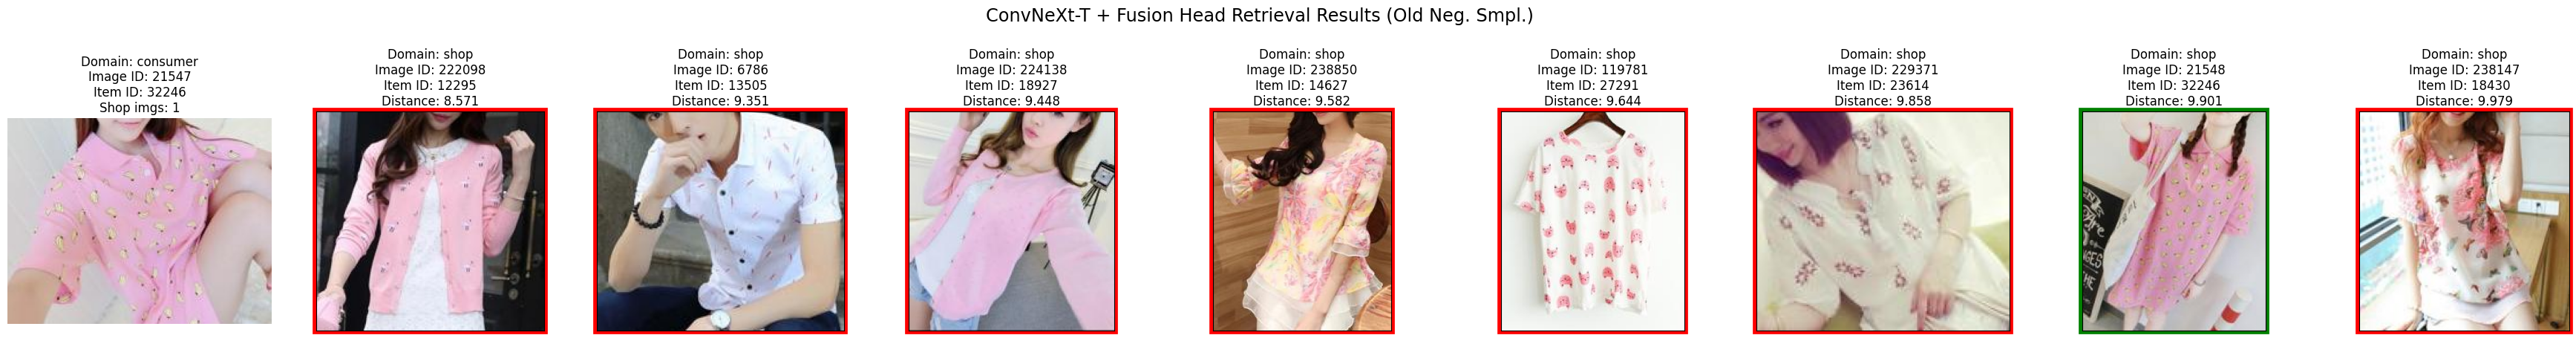 ConvNeXt-T + Fusion Head Retrieval Results (Old Neg. Smpl.)
Domain: consumer
Image ID: 21547
Item ID: 32246
Shop imgs: 1
Domain: shop
Image ID: 222098
Item ID: 12295
Distance: 8.571
Domain: shop
Image ID: 6786
Item ID: 13505
Distance: 9.351
Domain: shop
Image ID: 224138
Item ID: 18927
Distance: 9.448
Domain: shop
Image ID: 238850
Item ID: 14627
Distance: 9.582
Domain: shop
Image ID: 119781
Item ID: 27291
Distance: 9.644
Domain: shop
Image ID: 229371
Item ID: 23614
Distance: 9.858
Domain: shop
Image ID: 21548
Item ID: 32246
Distance: 9.901
Domain: shop
Image ID: 238147
Item ID: 18430
Distance: 9.979